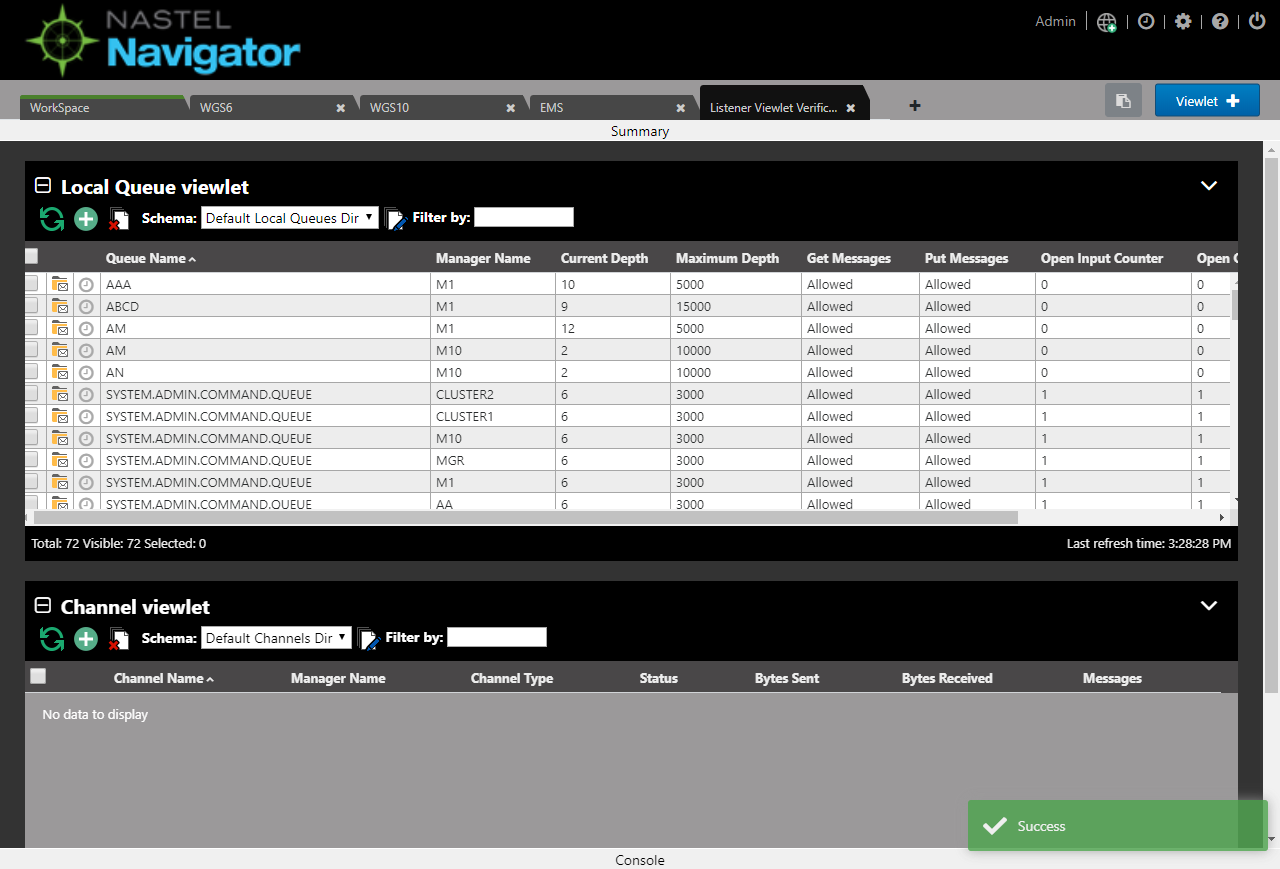 NASTEL
Navigator
Admin
WorkSpace WGS6 WGS10 EMS Listener Viewlet Verific... Viewlet
Summary
Local Queue viewlet
Schema: Default Local Queues Dir Filter by:
Queue Name Manager Name Current Depth Maximum Depth Get Messages Put Messages Open Input Counter Open
AAA M1 10 5000 Allowed Allowed 0 0
ABCD M1 9 15000 Allowed Allowed 0 0
AM M1 12 5000 Allowed Allowed 0 0
AM M10 2 10000 Allowed Allowed 0 0
AN M10 2 10000 Allowed Allowed 0 0
SYSTEM.ADMIN.COMMAND.QUEUE CLUSTER2 6 3000 Allowed Allowed 1 1
SYSTEM.ADMIN.COMMAND.QUEUE CLUSTER1 6 3000 Allowed Allowed 1 1
SYSTEM.ADMIN.COMMAND.QUEUE M10 6 3000 Allowed Allowed 1 1
SYSTEM.ADMIN.COMMAND.QUEUE MGR 6 3000 Allowed Allowed 1 1
SYSTEM.ADMIN.COMMAND.QUEUE M1 6 3000 Allowed Allowed 1 1
SYSTEM.ADMIN.COMMAND.QUEUE AA 6 3000 Allowed Allowed 1 1
Total: 72 Visible: 72 Selected: 0 Last refresh time: 3:28:28 PM
Channel viewlet
Schema: Default Channels Dir Filter by:
Channel Name Manager Name Channel Type Status Bytes Sent Bytes Received Messages
No data to display
Success
Console